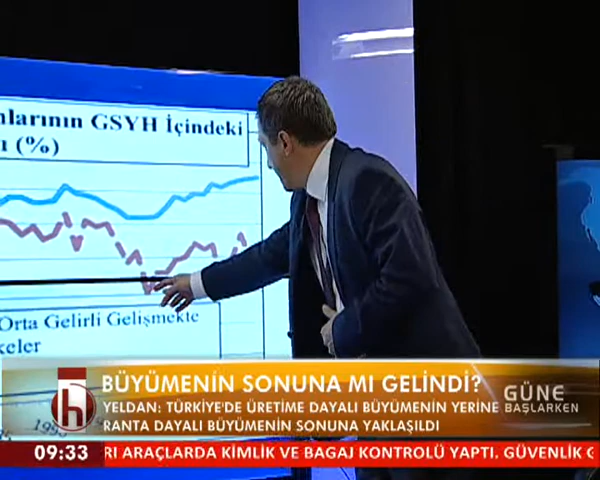 nlarının GSYH İçindeki
ı (%)
Orta Gelirli Gelişmekte
keler
BÜYÜMENİN SONUNA MI GELİNDİ?
YELDAN: TÜRKİYE'DE ÜRETİME DAYALI BÜYÜMENİN YERİNE
RANTA DAYALI BÜYÜMENİN SONUNA YAKLAŞILDI
GÜNE
BAŞLARKEN
h
09:33
RI ARAÇLARDA KİMLİK VE BAGAJ KONTROLÜ YAPTI. GÜVENLİK G